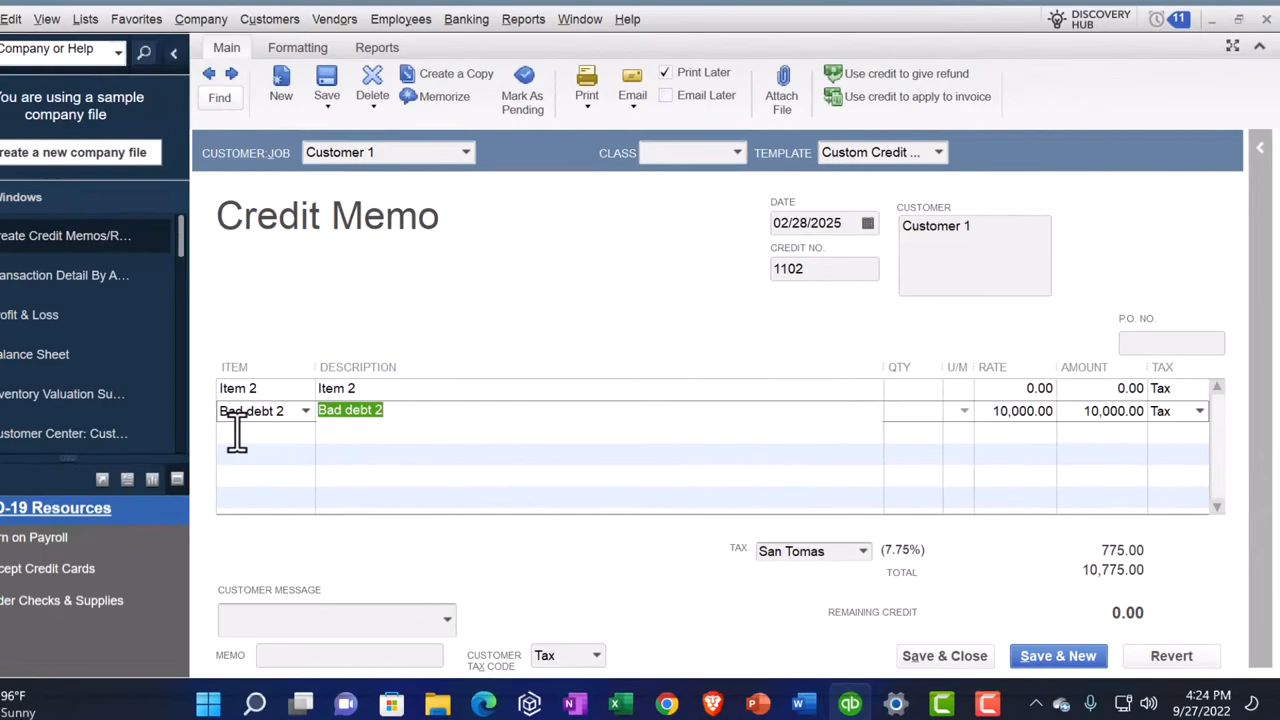 Edit View Lists Favorites Company Customers Vendors Employees Banking Reports Window Help
DISCOVERY HUB 11
Company or Help
You are using a sample company file
create a new company file
Windows
reate Credit Memos/R...
ransaction Detail By A...
rofit & Loss
alance Sheet
nventory Valuation Su...
ustomer Center: Cust...
D-19 Resources
rn on Payroll
cept Credit Cards
der Checks & Supplies
Main Formatting Reports
Find
New
Save
Delete
Create a Copy
Memorize
Mark As Pending
Print
Email
Print Later
Email Later
Attach File
Use credit to give refund
Use credit to apply to invoice
CUSTOMER:JOB Customer 1 CLASS TEMPLATE Custom Credit ...
Credit Memo
DATE
02/28/2025
CREDIT NO.
1102
CUSTOMER
Customer 1
P.O. NO.
ITEM DESCRIPTION QTY U/M RATE AMOUNT TAX
Item 2 Item 2 0.00 0.00 Tax
Bad debt 2 Bad debt 2 10,000.00 10,000.00 Tax
TAX San Tomas (7.75%) 775.00
TOTAL 10,775.00
CUSTOMER MESSAGE
REMAINING CREDIT 0.00
MEMO
CUSTOMER TAX CODE Tax
Save & Close Save & New Revert
96°F
Sunny
4:24 PM
9/27/2022